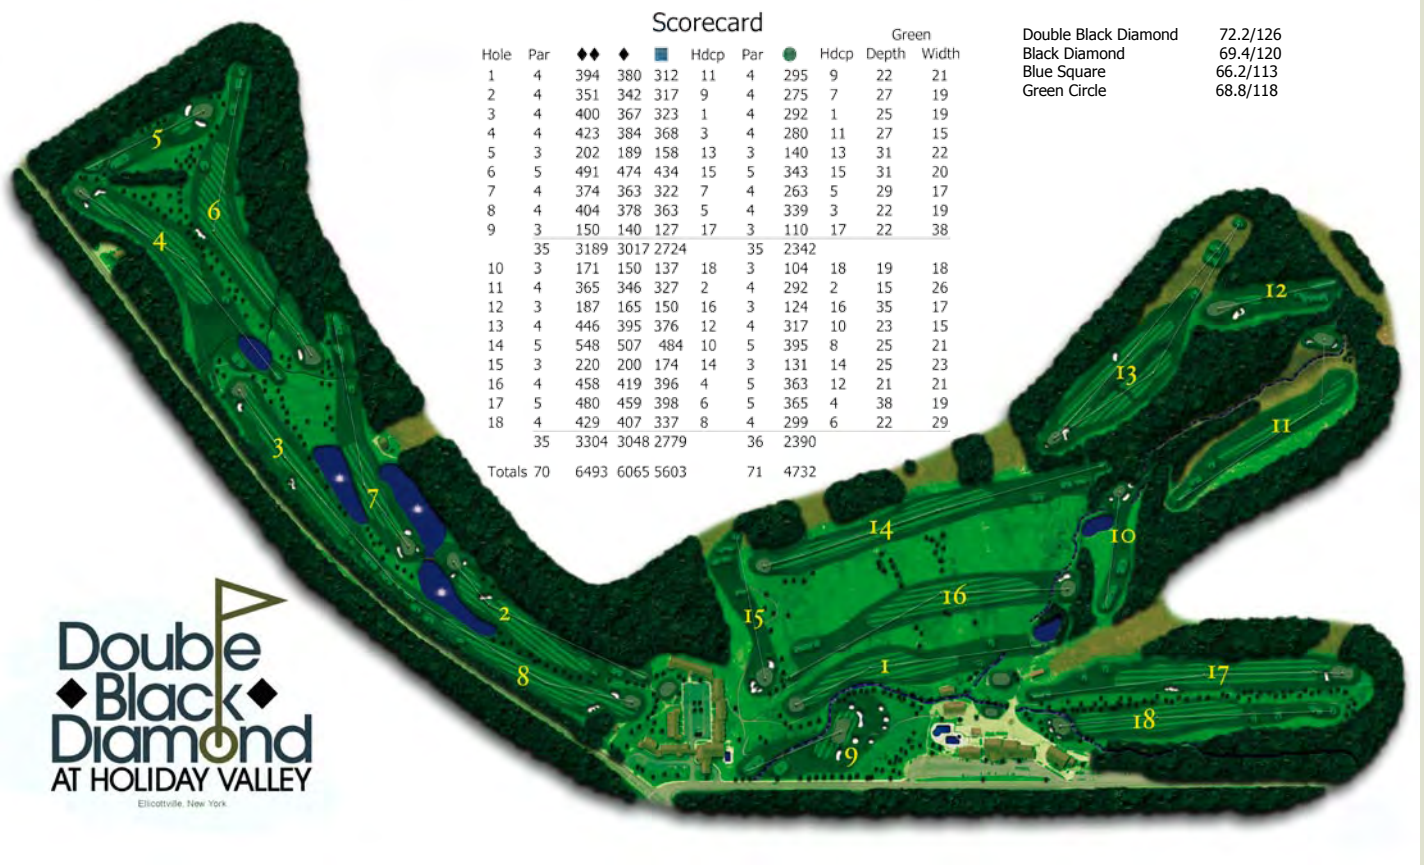 Scorecard
Green
Hole Par ♦♦ ♦ ■ Hdcp Par ● Hdcp Depth Width
1 4 394 380 312 11 4 295 9 22 21
2 4 351 342 317 9 4 275 7 27 19
3 4 400 367 323 1 4 292 1 25 19
4 4 423 384 368 3 4 280 11 27 15
5 3 202 189 158 13 3 140 13 31 22
6 5 491 474 434 15 5 343 15 31 20
7 4 374 363 322 7 4 263 5 29 17
8 4 404 378 363 5 4 339 3 22 19
9 3 150 140 127 17 3 110 17 22 38
35 3189 3017 2724 35 2342
10 3 171 150 137 18 3 104 18 19 18
11 4 365 346 327 2 4 292 2 15 26
12 3 187 165 150 16 3 124 16 35 17
13 4 446 395 376 12 4 317 10 23 15
14 5 548 507 484 10 5 395 8 25 21
15 3 220 200 174 14 3 131 14 25 23
16 4 458 419 396 4 5 363 12 21 21
17 5 480 459 398 6 5 365 4 38 19
18 4 429 407 337 8 4 299 6 22 29
35 3304 3048 2779 36 2390
Totals 70 6493 6065 5603 71 4732
Double Black Diamond 72.2/126
Black Diamond 69.4/120
Blue Square 66.2/113
Green Circle 68.8/118
5
6
4
3
7
2
8
12
13
11
14
10
16
15
1
17
18
9
Double
Black
Diamond
AT HOLIDAY VALLEY
Ellicottville, New York